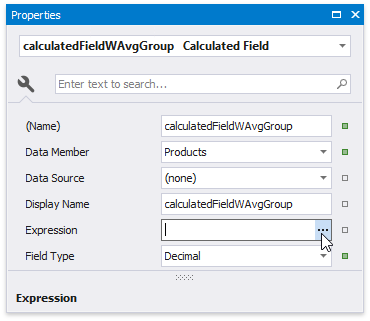 Properties
calculatedFieldWAvgGroup Calculated Field
Enter text to search...
(Name) calculatedFieldWAvgGroup
Data Member Products
Data Source (none)
Display Name calculatedFieldWAvgGroup
Expression ...
Field Type Decimal
Expression